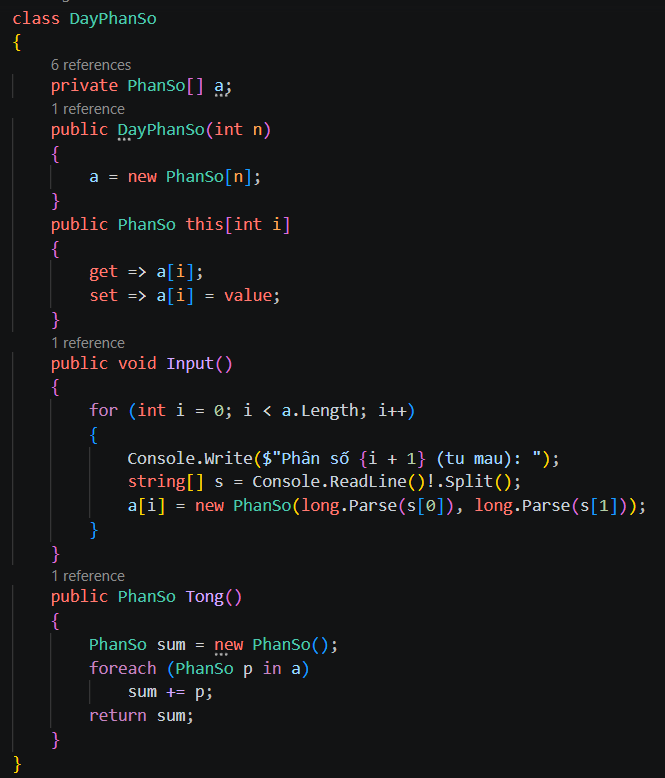 class DayPhanSo
{
6 references
private PhanSo[] a;
1 reference
public DayPhanSo(int n)
{
a = new PhanSo[n];
}
public PhanSo this[int i]
{
get => a[i];
set => a[i] = value;
}
1 reference
public void Input()
{
for (int i = 0; i < a.Length; i++)
{
Console.Write($"Phân số {i + 1} (tu mau): ");
string[] s = Console.ReadLine()!.Split();
a[i] = new PhanSo(long.Parse(s[0]), long.Parse(s[1]));
}
}
1 reference
public PhanSo Tong()
{
PhanSo sum = new PhanSo();
foreach (PhanSo p in a)
sum += p;
return sum;
}
}